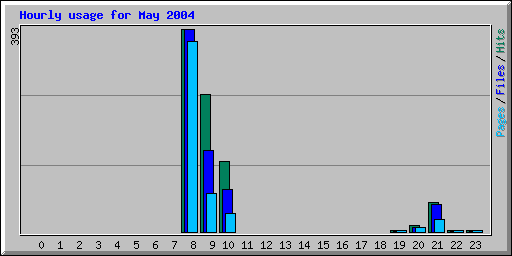 Hourly usage for May 2004
393
Pages/Files/Hits
0 1 2 3 4 5 6 7 8 9 10 11 12 13 14 15 16 17 18 19 20 21 22 23